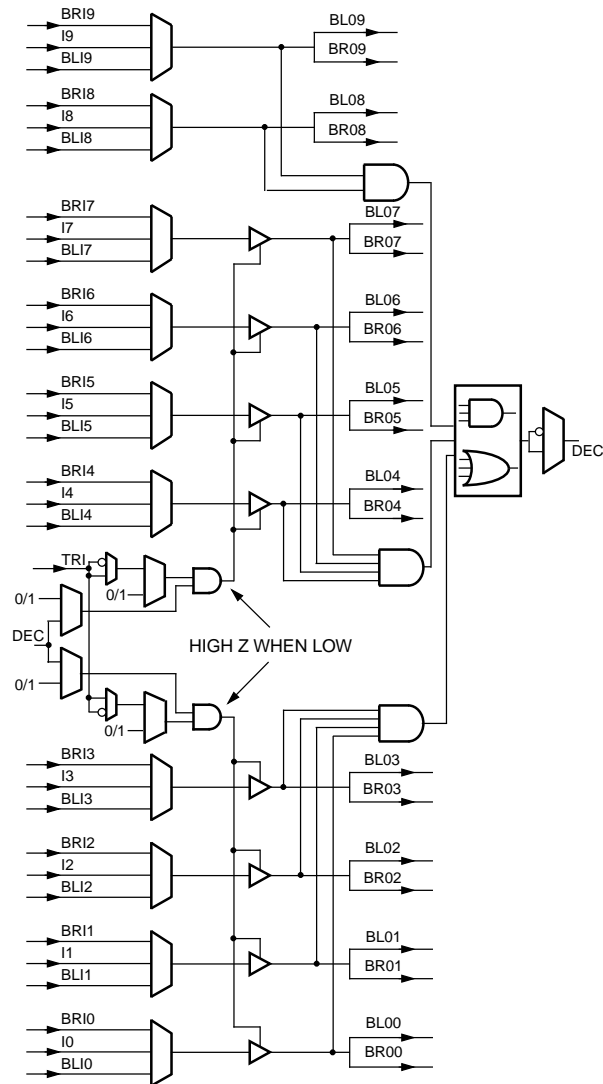 BRI9
I9
BLI9
BL09
BR09
BRI8
I8
BLI8
BL08
BR08
BRI7
I7
BLI7
BL07
BR07
BRI6
I6
BLI6
BL06
BR06
BRI5
I5
BLI5
BL05
BR05
BRI4
I4
BLI4
BL04
BR04
DEC
TRI
0/1
0/1
DEC
0/1
0/1
HIGH Z WHEN LOW
BRI3
I3
BLI3
BL03
BR03
BRI2
I2
BLI2
BL02
BR02
BRI1
I1
BLI1
BL01
BR01
BRI0
I0
BLI0
BL00
BR00